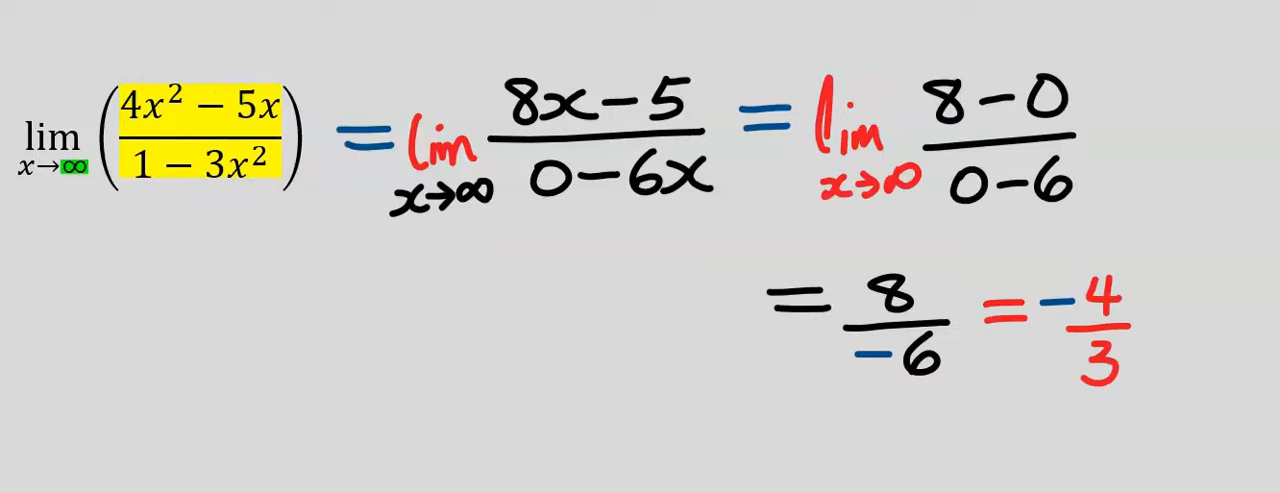 lim x→∞ (4x² − 5x / 1 − 3x²) = lim x→∞ 8x − 5 / 0 − 6x = lim x→∞ 8 − 0 / 0 − 6
= 8 / −6 = −4 / 3